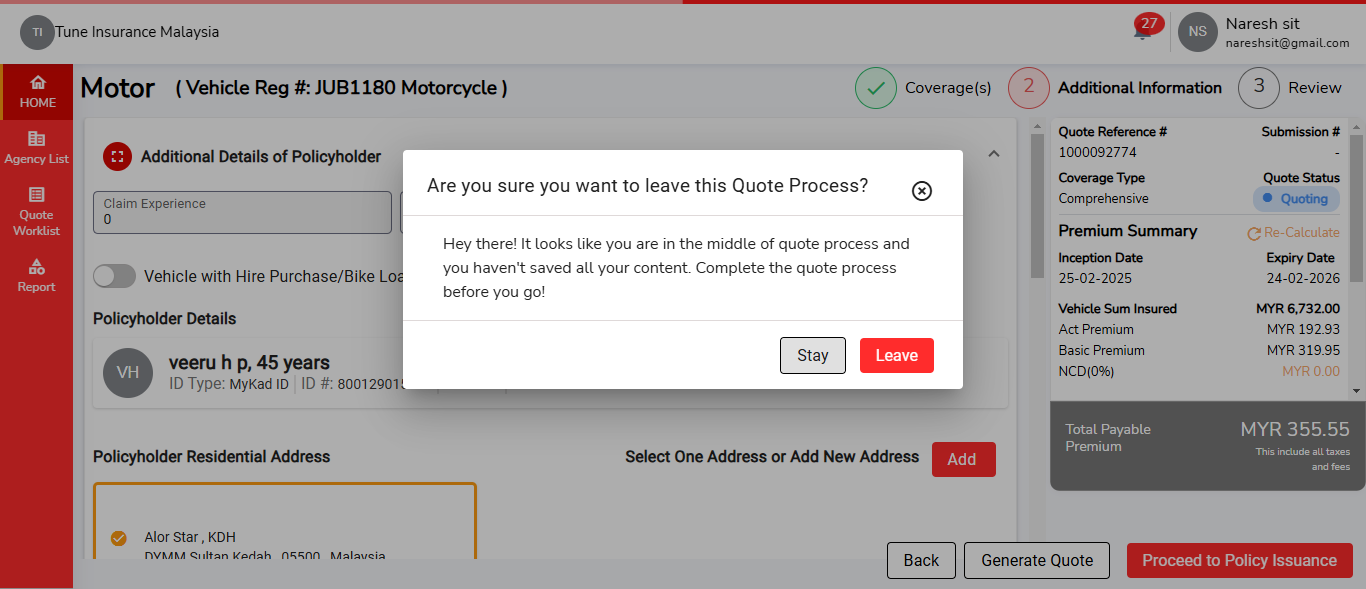 TI
Tune Insurance Malaysia
27
NS
Naresh sit
nareshsit@gmail.com
HOME
Agency List
Quote
Worklist
Report
Motor ( Vehicle Reg #: JUB1180 Motorcycle )
Coverage(s)
2
Additional Information
3
Review
Additional Details of Policyholder
Claim Experience
0
Vehicle with Hire Purchase/Bike Loa
Policyholder Details
VH
veeru h p, 45 years
ID Type: MyKad ID
ID #: 80012901
Policyholder Residential Address
Select One Address or Add New Address
Add
Alor Star , KDH
DYMM Sultan Kedah , 05500 , Malaysia
Are you sure you want to leave this Quote Process?
Hey there! It looks like you are in the middle of quote process and
you haven't saved all your content. Complete the quote process
before you go!
Stay
Leave
Quote Reference # Submission #
1000092774 -
Coverage Type Quote Status
Comprehensive Quoting
Premium Summary Re-Calculate
Inception Date Expiry Date
25-02-2025 24-02-2026
Vehicle Sum Insured MYR 6,732.00
Act Premium MYR 192.93
Basic Premium MYR 319.95
NCD(0%) MYR 0.00
Total Payable
Premium
MYR 355.55
This include all taxes
and fees
Back
Generate Quote
Proceed to Policy Issuance